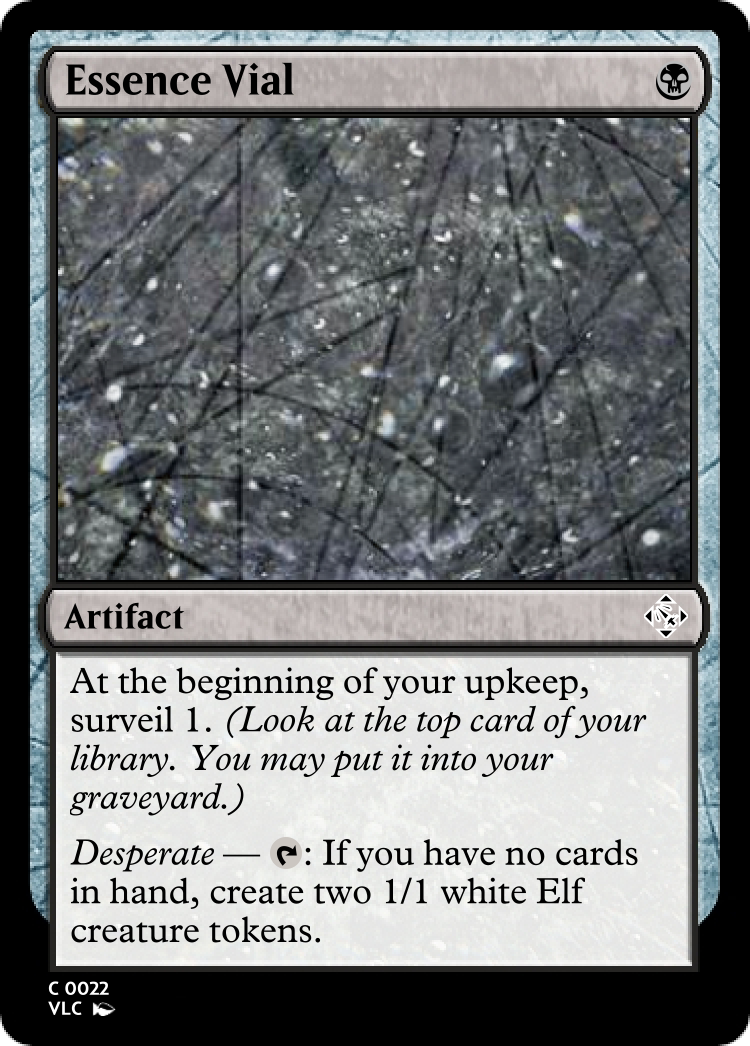 Essence Vial
Artifact
At the beginning of your upkeep,
surveil 1. (Look at the top card of your
library. You may put it into your
graveyard.)
Desperate — : If you have no cards
in hand, create two 1/1 white Elf
creature tokens.
C 0022
VLC